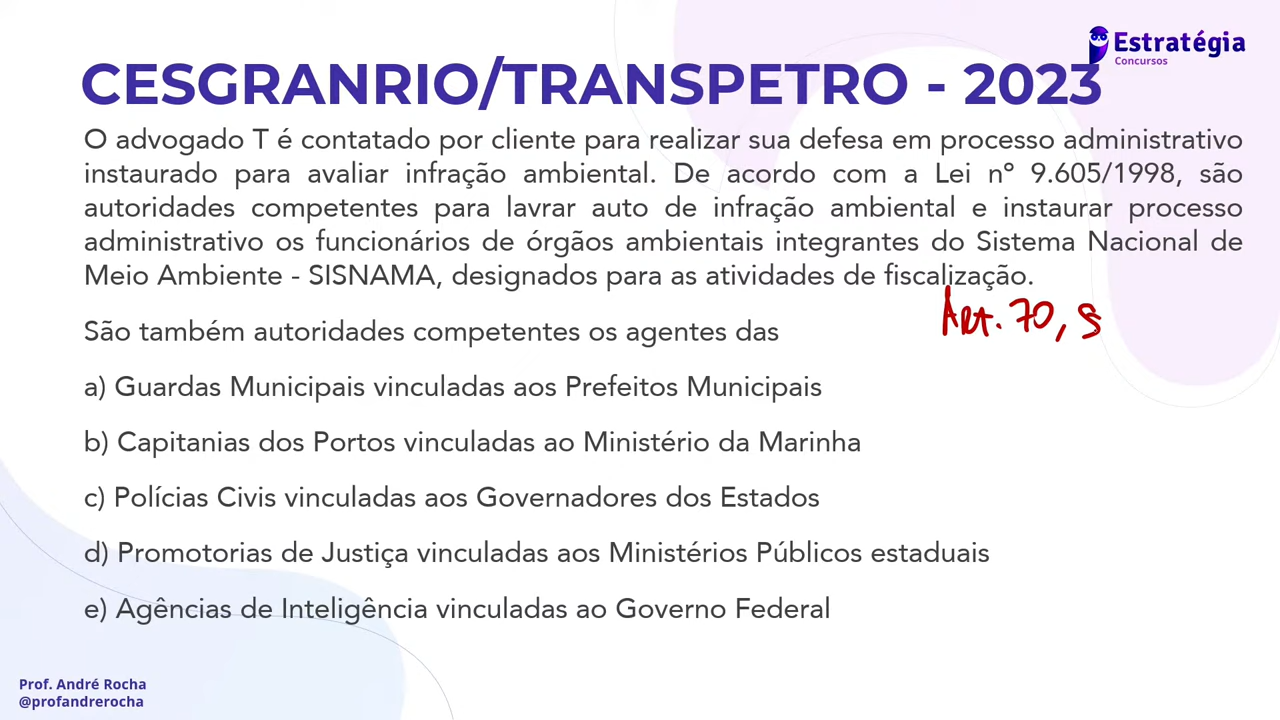 Estratégia
Concursos
CESGRANRIO/TRANSPETRO - 2023
O advogado T é contatado por cliente para realizar sua defesa em processo administrativo
instaurado para avaliar infração ambiental. De acordo com a Lei nº 9.605/1998, são
autoridades competentes para lavrar auto de infração ambiental e instaurar processo
administrativo os funcionários de órgãos ambientais integrantes do Sistema Nacional de
Meio Ambiente - SISNAMA, designados para as atividades de fiscalização.
Art. 70, §
São também autoridades competentes os agentes das
a) Guardas Municipais vinculadas aos Prefeitos Municipais
b) Capitanias dos Portos vinculadas ao Ministério da Marinha
c) Polícias Civis vinculadas aos Governadores dos Estados
d) Promotorias de Justiça vinculadas aos Ministérios Públicos estaduais
e) Agências de Inteligência vinculadas ao Governo Federal
Prof. André Rocha
@profandrerocha